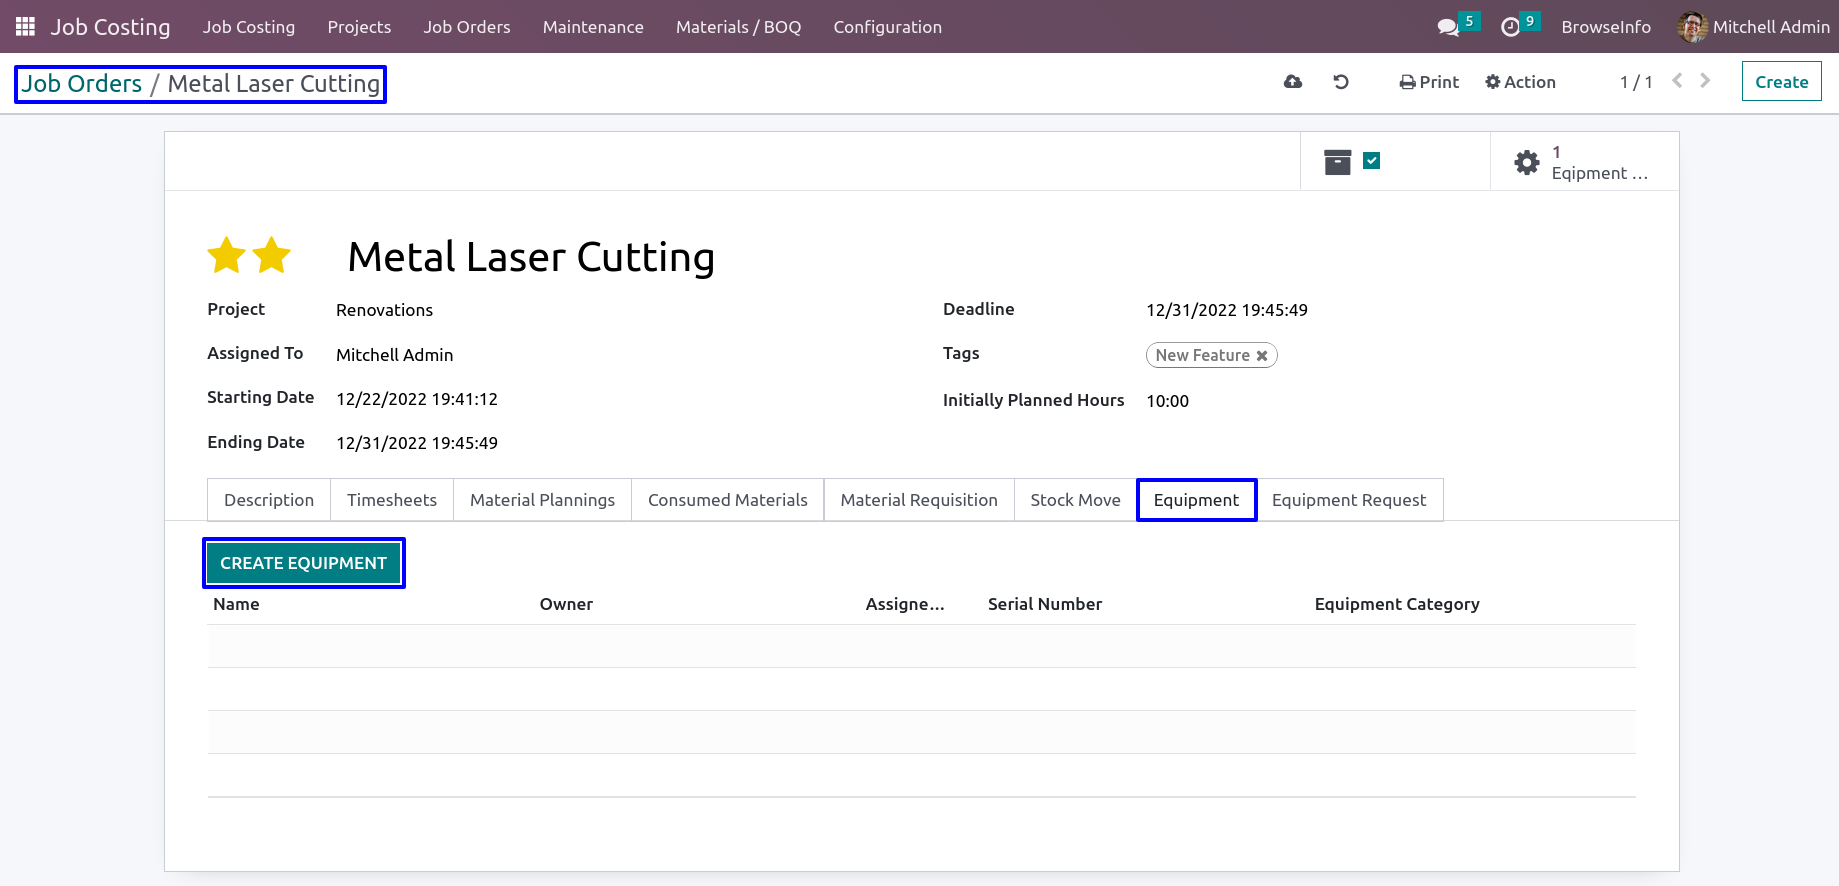 Job Costing Job Costing Projects Job Orders Maintenance Materials / BOQ Configuration 5 9 BrowseInfo Mitchell Admin
Job Orders / Metal Laser Cutting Print Action 1 / 1 Create
1
Eqipment ...
Metal Laser Cutting
Project Renovations Deadline 12/31/2022 19:45:49
Assigned To Mitchell Admin Tags New Feature ✖
Starting Date 12/22/2022 19:41:12 Initially Planned Hours 10:00
Ending Date 12/31/2022 19:45:49
Description Timesheets Material Plannings Consumed Materials Material Requisition Stock Move Equipment Equipment Request
CREATE EQUIPMENT
Name Owner Assigne... Serial Number Equipment Category